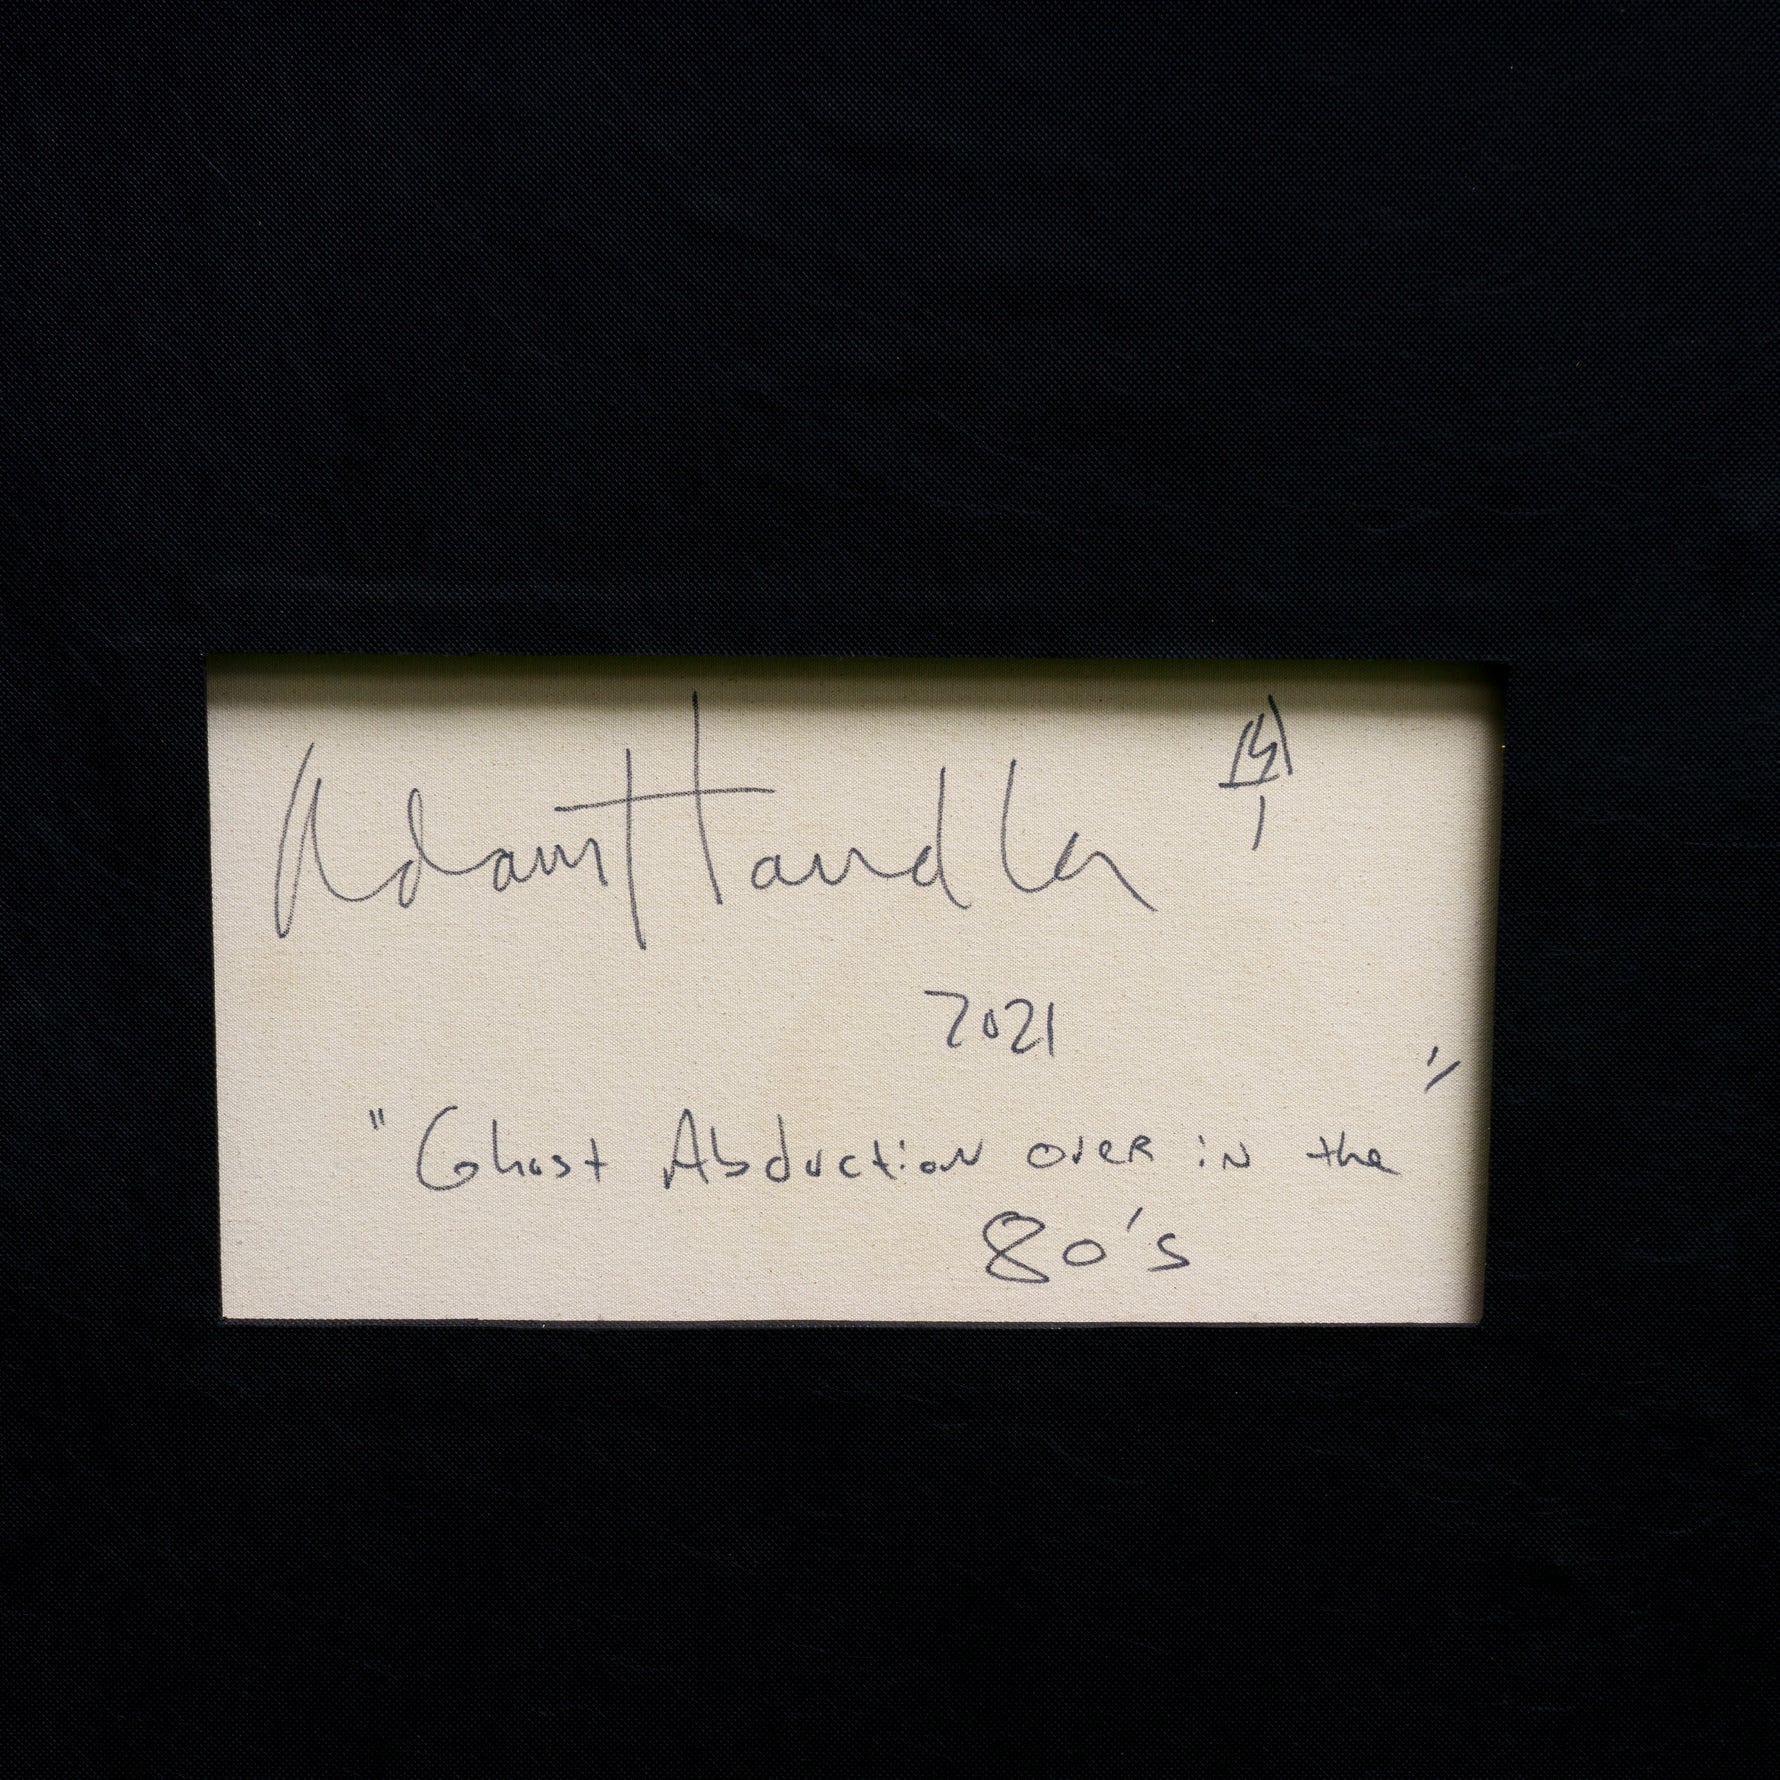 Adam Handler
2021
"Ghost Abduction over in the"
80's